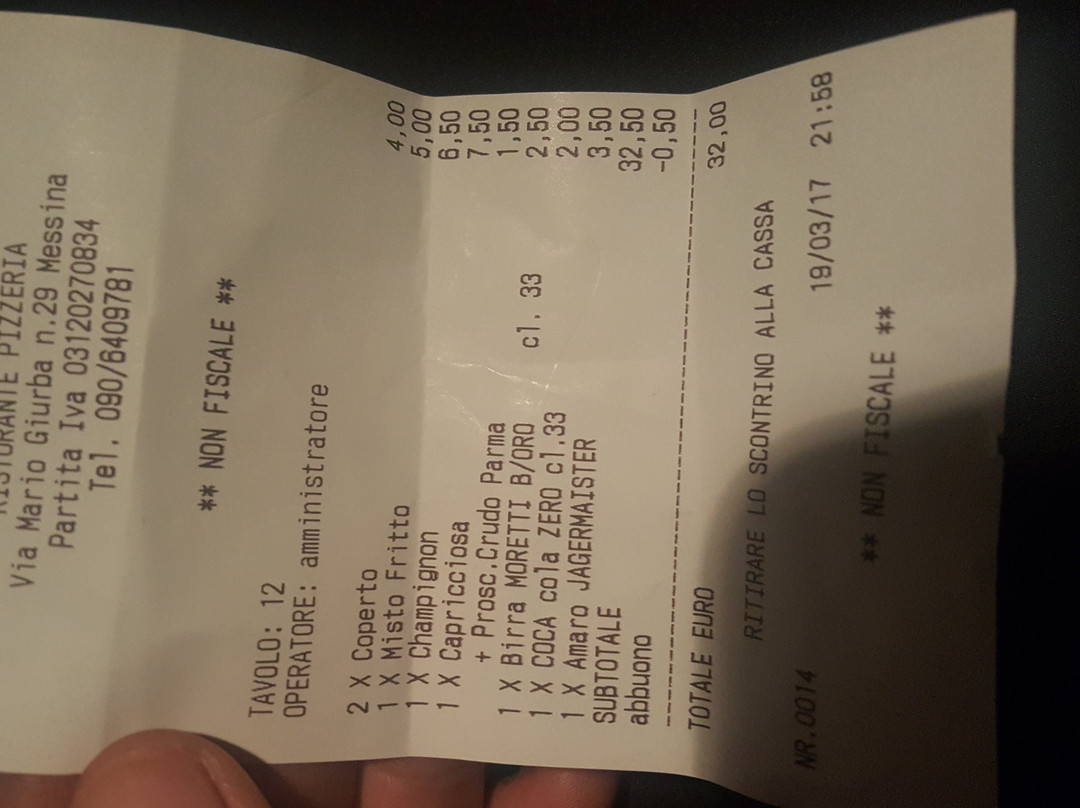 RISTORANTE PIZZERIA
Via Mario Giurba n.29 Messina
Partita Iva 03120270834
Tel. 090/6409781
** NON FISCALE **
TAVOLO: 12
OPERATORE: amministratore
2 X Coperto 4,00
1 X Misto Fritto 5,00
1 X Champignon 6,50
1 X Capricciosa 7,50
+ Prosc.Crudo Parma 1,50
1 X Birra MORETTI B/ORO cl. 33 2,50
1 X COCA cola ZERO cl.33 2,00
1 X Amaro JAGERMAISTER 3,50
SUBTOTALE 32,50
abbuono -0,50
TOTALE EURO 32,00
RITIRARE LO SCONTRINO ALLA CASSA
NR.0014 19/03/17 21:58
** NON FISCALE **